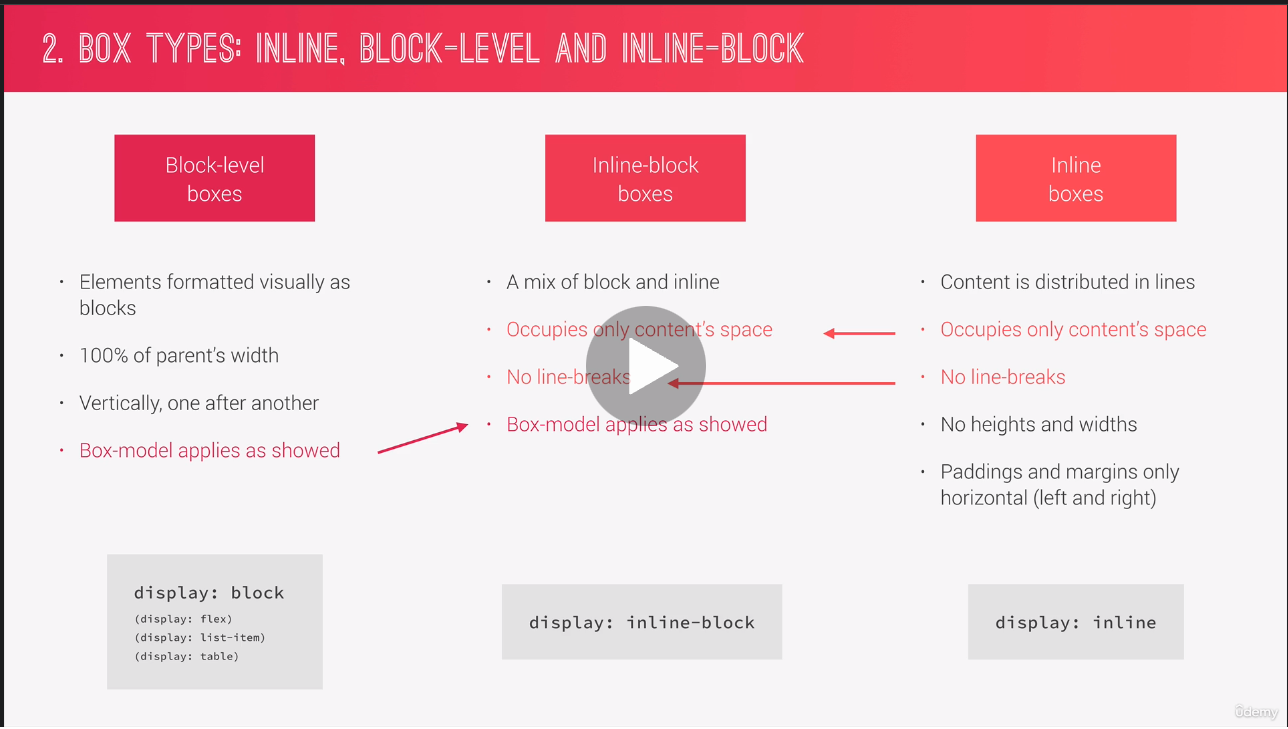 2. BOX TYPES: INLINE, BLOCK-LEVEL AND INLINE-BLOCK
Block-level
boxes
• Elements formatted visually as
blocks
• 100% of parent's width
• Vertically, one after another
• Box-model applies as showed
display: block
(display: flex)
(display: list-item)
(display: table)
Inline-block
boxes
• A mix of block and inline
• Occupies only content's space
• No line-breaks
• Box-model applies as showed
display: inline-block
Inline
boxes
• Content is distributed in lines
• Occupies only content's space
• No line-breaks
• No heights and widths
• Paddings and margins only
horizontal (left and right)
display: inline
ûdemy